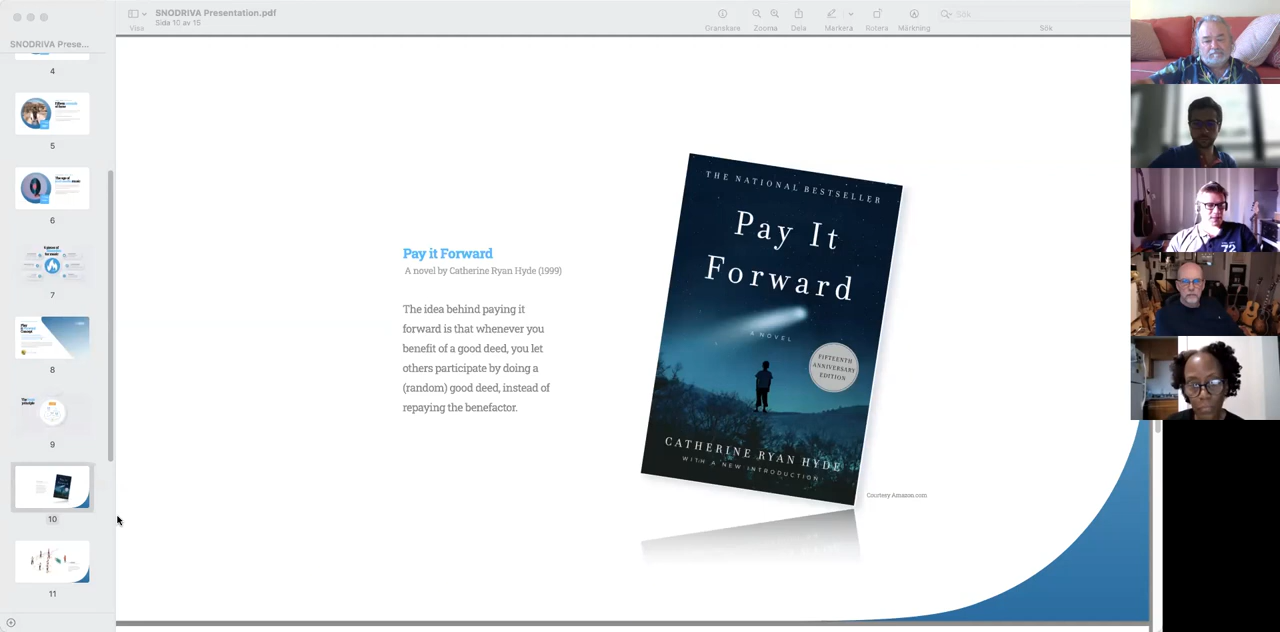 SNODRIVA Presentation.pdf
Sida 10 av 15
Visa
Granskare
Zooma
Dela
Markera
Rotera
Märkning
Sök
Sök
SNODRIVA Prese...
4
5
6
7
8
9
10
11
Pay it Forward
A novel by Catherine Ryan Hyde (1999)
The idea behind paying it
forward is that whenever you
benefit of a good deed, you let
others participate by doing a
(random) good deed, instead of
repaying the benefactor.
THE NATIONAL BESTSELLER
Pay It
Forward
A NOVEL
FIFTEENTH
ANNIVERSARY
EDITION
CATHERINE RYAN HYDE
WITH A NEW INTRODUCTION
Courtesy Amazon.com
72